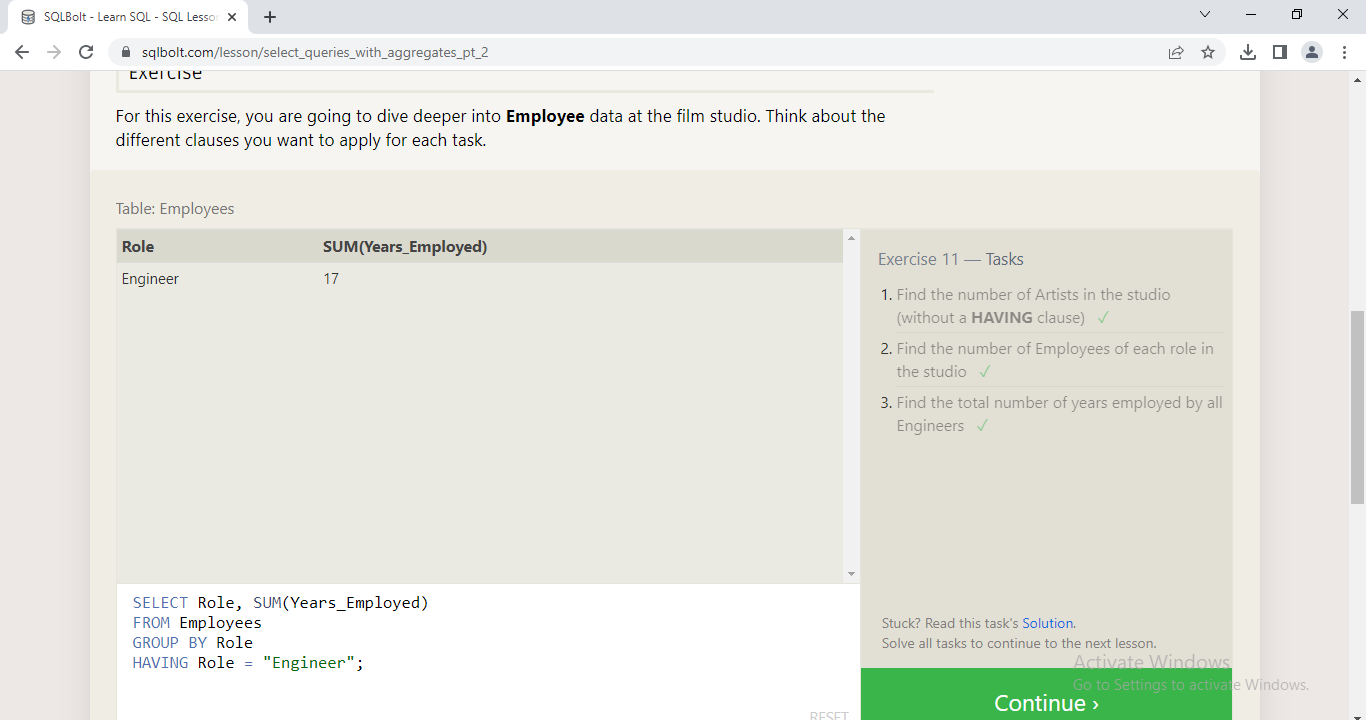 SQLBolt - Learn SQL - SQL Lesson
sqlbolt.com/lesson/select_queries_with_aggregates_pt_2
Exercise
For this exercise, you are going to dive deeper into Employee data at the film studio. Think about the
different clauses you want to apply for each task.
Table: Employees
Role SUM(Years_Employed)
Engineer 17
Exercise 11 — Tasks
1. Find the number of Artists in the studio
(without a HAVING clause) ✓
2. Find the number of Employees of each role in
the studio ✓
3. Find the total number of years employed by all
Engineers ✓
SELECT Role, SUM(Years_Employed)
FROM Employees
GROUP BY Role
HAVING Role = "Engineer";
RESET
Stuck? Read this task's Solution.
Solve all tasks to continue to the next lesson.
Continue ›
Activate Windows
Go to Settings to activate Windows.